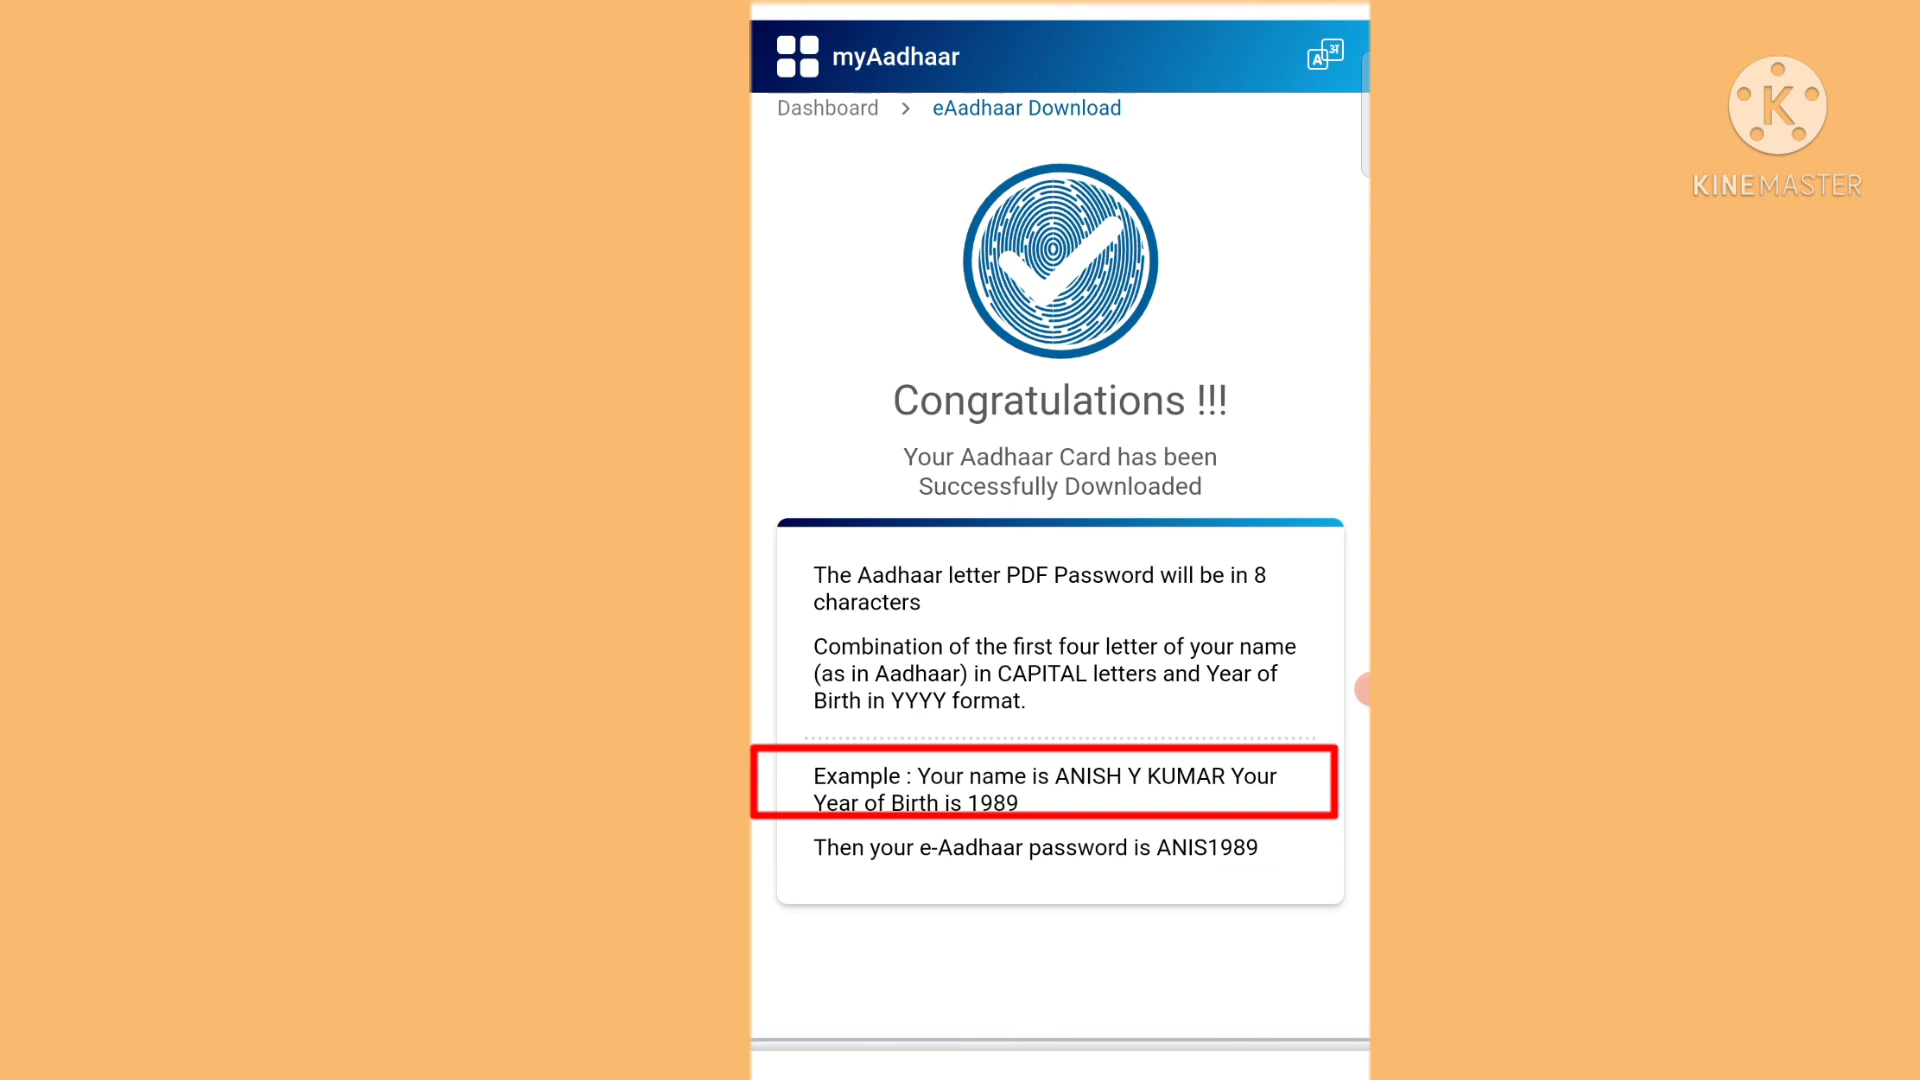 myAadhaar
A अ
KINEMASTER
Dashboard > eAadhaar Download
Congratulations !!!
Your Aadhaar Card has been
Successfully Downloaded
The Aadhaar letter PDF Password will be in 8
characters
Combination of the first four letter of your name
(as in Aadhaar) in CAPITAL letters and Year of
Birth in YYYY format.
Example : Your name is ANISH Y KUMAR Your
Year of Birth is 1989
Then your e-Aadhaar password is ANIS1989